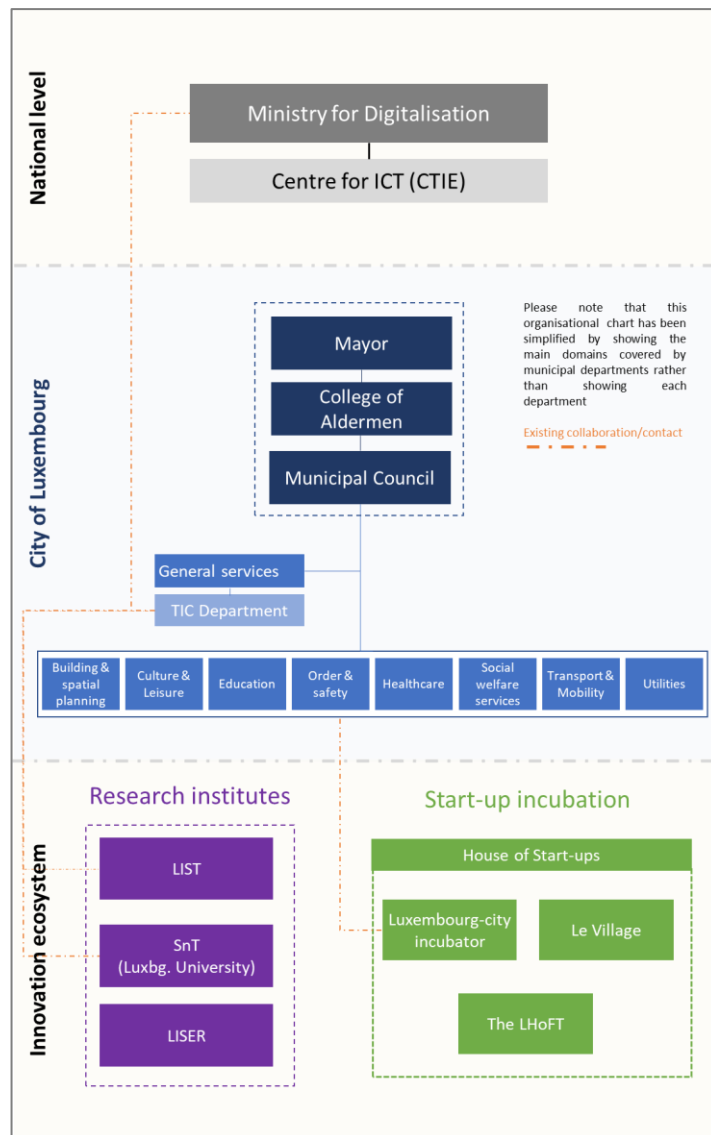 National level
Ministry for Digitalisation
Centre for ICT (CTIE)
City of Luxembourg
Mayor
College of
Aldermen
Municipal Council
Please note that this
organisational chart has been
simplified by showing the
main domains covered by
municipal departments rather
than showing each
department
Existing collaboration/contact
General services
TIC Department
Building &
spatial
planning
Culture &
Leisure
Education
Order &
safety
Healthcare
Social
welfare
services
Transport &
Mobility
Utilities
Innovation ecosystem
Research institutes
LIST
SnT
(Luxbg. University)
LISER
Start-up incubation
House of Start-ups
Luxembourg-city
incubator
Le Village
The LHoFT